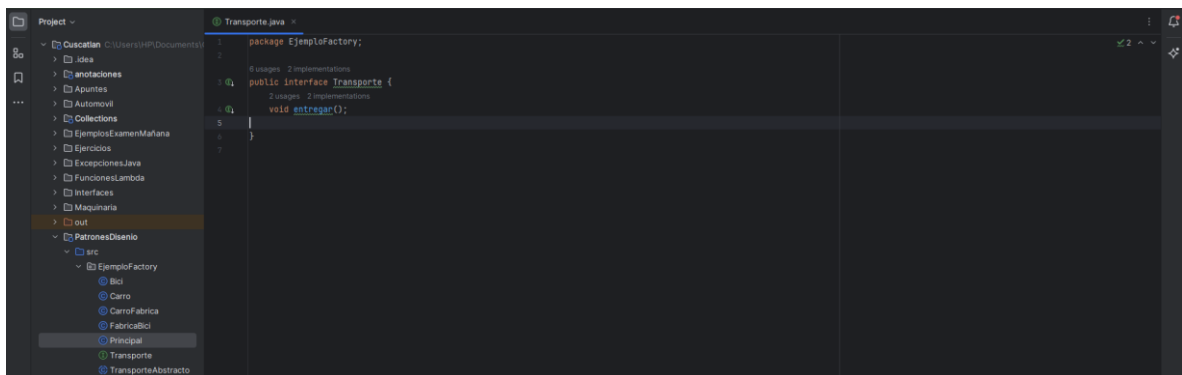 Project
Transporte.java
Cuscatlan C:\Users\HP\Documents\
.idea
anotaciones
Apuntes
Automovil
Collections
EjemplosExamenMañana
Ejercicios
ExcepcionesJava
FuncionesLambda
Interfaces
Maquinaria
out
PatronesDisenio
src
EjemploFactory
Bici
Carro
CarroFabrica
FabricaBici
Principal
Transporte
TransporteAbstracto
1 package EjemploFactory;
2
6 usages 2 implementations
3 public interface Transporte {
2 usages 2 implementations
4 void entregar();
5
6 }
7
2